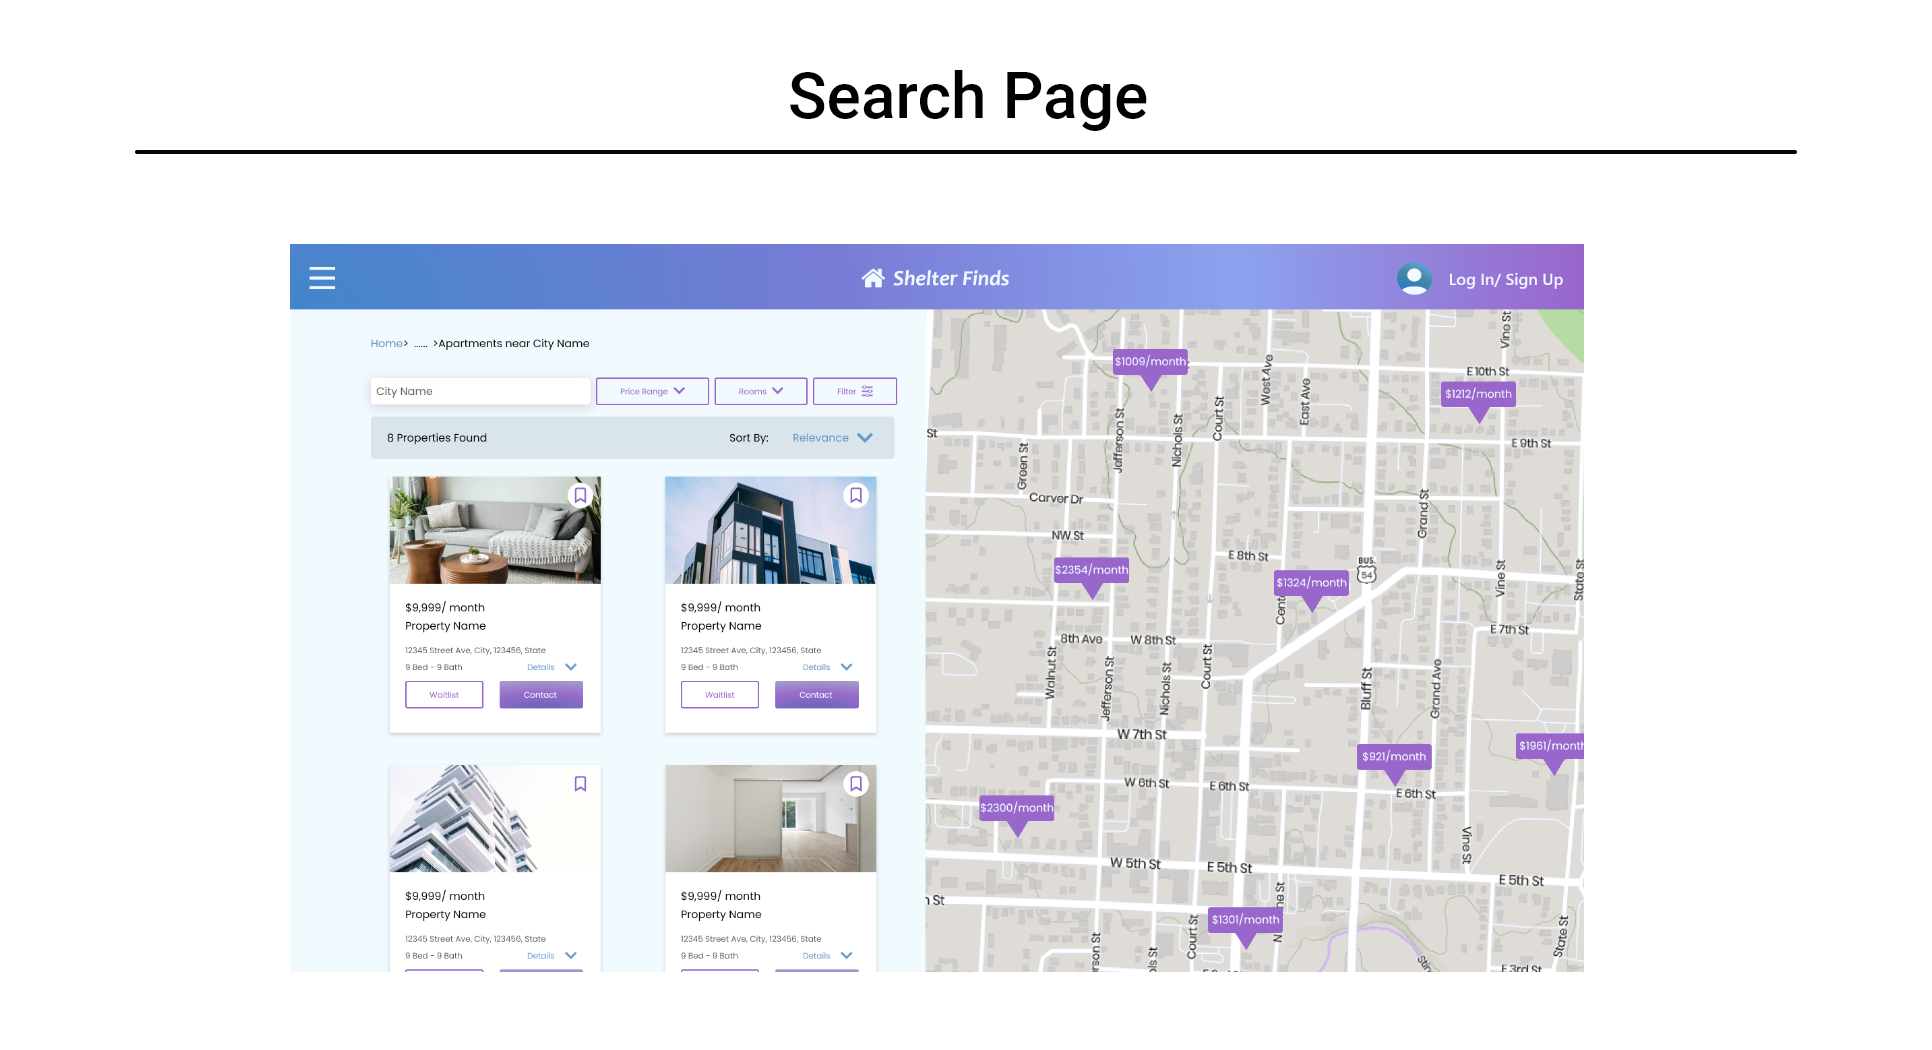 Search Page
Shelter Finds
Log In/ Sign Up
Home> ...... >Apartments near City Name
City Name
Price Range
Rooms
Filter
8 Properties Found
Sort By:
Relevance
$9,999/ month
Property Name
12345 Street Ave, City, 123456, State
9 Bed - 9 Bath
Details
Waitlist
Contact
$9,999/ month
Property Name
12345 Street Ave, City, 123456, State
9 Bed - 9 Bath
Details
Waitlist
Contact
$9,999/ month
Property Name
12345 Street Ave, City, 123456, State
9 Bed - 9 Bath
Details
$9,999/ month
Property Name
12345 Street Ave, City, 123456, State
9 Bed - 9 Bath
Details
Vine St
$1009/month
West Ave
East Ave
E 10th St
$1212/month
St
Green St
Jefferson St
Nichols St
Court St
E 9th St
Carver Dr
Grand St
NW St
E 8th St
BUS.
54
$2354/month
$1324/month
Vine St
State St
8th Ave
W 8th St
E 7th St
Walnut St
Jefferson St
Nichols St
Court St
Bluff St
Grand Ave
W 7th St
$921/month
$1961/month
W 6th St
E 6th St
E 6th St
$2300/month
Vine St
W 5th St
E 5th St
E 5th St
St
$1301/month
Court St
State St
E 3rd St